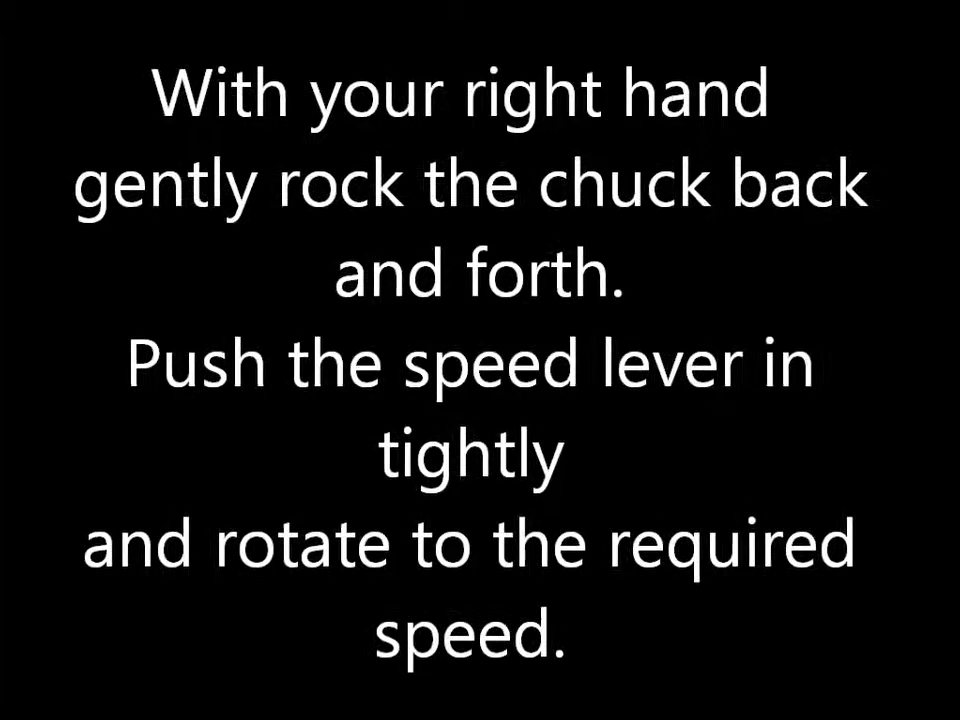 With your right hand
gently rock the chuck back
and forth.
Push the speed lever in
tightly
and rotate to the required
speed.